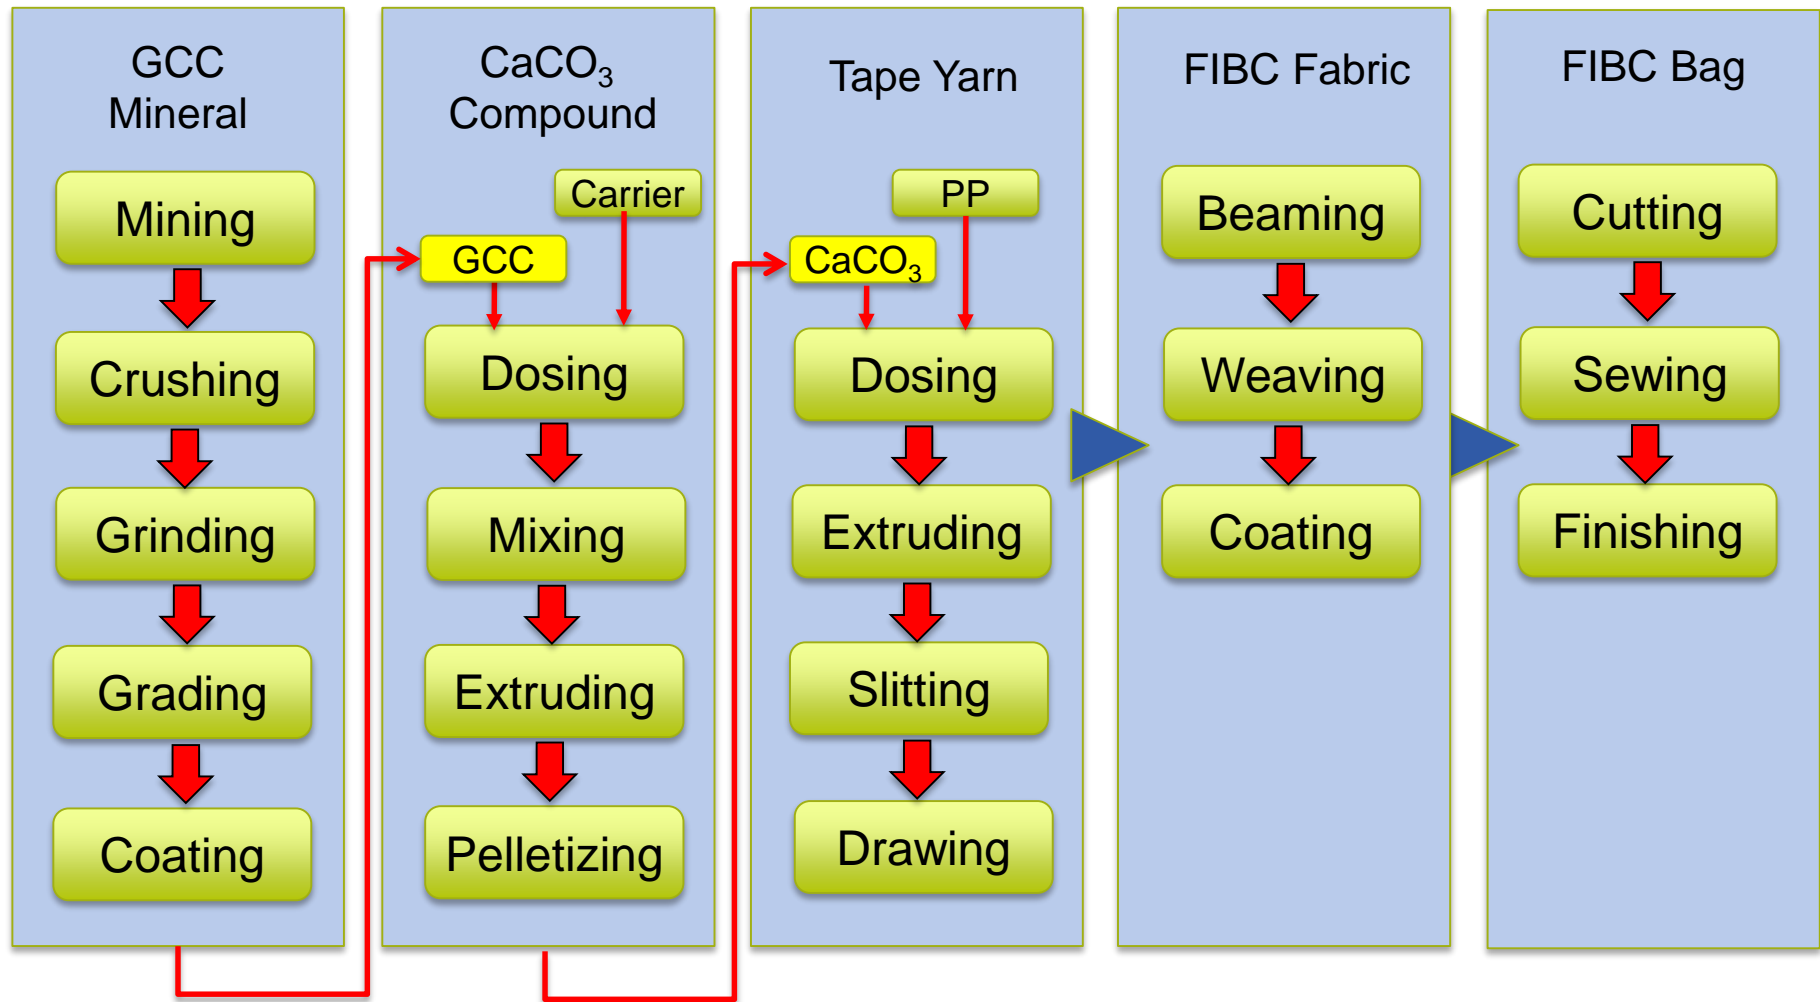 GCC
Mineral
Mining
Crushing
Grinding
Grading
Coating
CaCO₃
Compound
Carrier
GCC
Dosing
Mixing
Extruding
Pelletizing
Tape Yarn
PP
CaCO₃
Dosing
Extruding
Slitting
Drawing
FIBC Fabric
Beaming
Weaving
Coating
FIBC Bag
Cutting
Sewing
Finishing